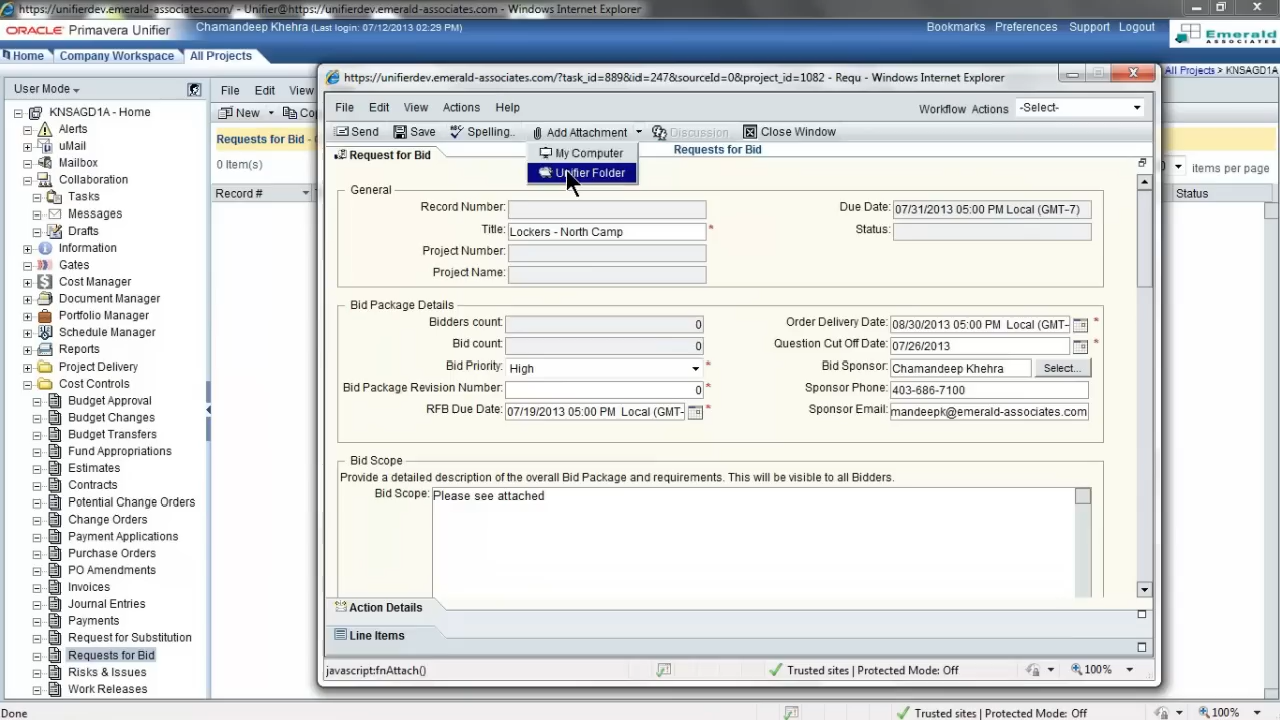 https://unifierdev.emerald-associates.com/ - Unifier@https://unifierdev.emerald-associates.com - Windows Internet Explorer
ORACLE Primavera Unifier
Chamandeep Khehra (Last login: 07/12/2013 02:29 PM)
Bookmarks Preferences Support Logout
Emerald
ASSOCIATES
Home Company Workspace All Projects
All Projects > KNSAGD1A
User Mode
File Edit View
New
Requests for Bid -
0 Item(s)
items per page
Record #
Status
KNSAGD1A - Home
Alerts
uMail
Mailbox
Collaboration
Tasks
Messages
Drafts
Information
Gates
Cost Manager
Document Manager
Portfolio Manager
Schedule Manager
Reports
Project Delivery
Cost Controls
Budget Approval
Budget Changes
Budget Transfers
Fund Appropriations
Estimates
Contracts
Potential Change Orders
Change Orders
Payment Applications
Purchase Orders
PO Amendments
Invoices
Journal Entries
Payments
Request for Substitution
Requests for Bid
Risks & Issues
Work Releases
https://unifierdev.emerald-associates.com/?task_id=889&id=247&sourceId=0&project_id=1082 - Requ - Windows Internet Explorer
File Edit View Actions Help
Workflow Actions -Select-
Send Save Spelling.. Add Attachment Discussion Close Window
Request for Bid
Requests for Bid
My Computer
Unifier Folder
General
Record Number:
Due Date: 07/31/2013 05:00 PM Local (GMT-7)
Title: Lockers - North Camp *
Status:
Project Number:
Project Name:
Bid Package Details
Bidders count: 0
Order Delivery Date: 08/30/2013 05:00 PM Local (GMT- *
Bid count: 0
Question Cut Off Date: 07/26/2013 *
Bid Priority: High *
Bid Sponsor: Chamandeep Khehra Select...
Bid Package Revision Number: 0 *
Sponsor Phone: 403-686-7100
RFB Due Date: 07/19/2013 05:00 PM Local (GMT- *
Sponsor Email: mandeepk@emerald-associates.com
Bid Scope
Provide a detailed description of the overall Bid Package and requirements. This will be visible to all Bidders.
Bid Scope: Please see attached
Action Details
Line Items
javascript:fnAttach()
Trusted sites | Protected Mode: Off
100%
Done
Trusted sites | Protected Mode: Off
100%